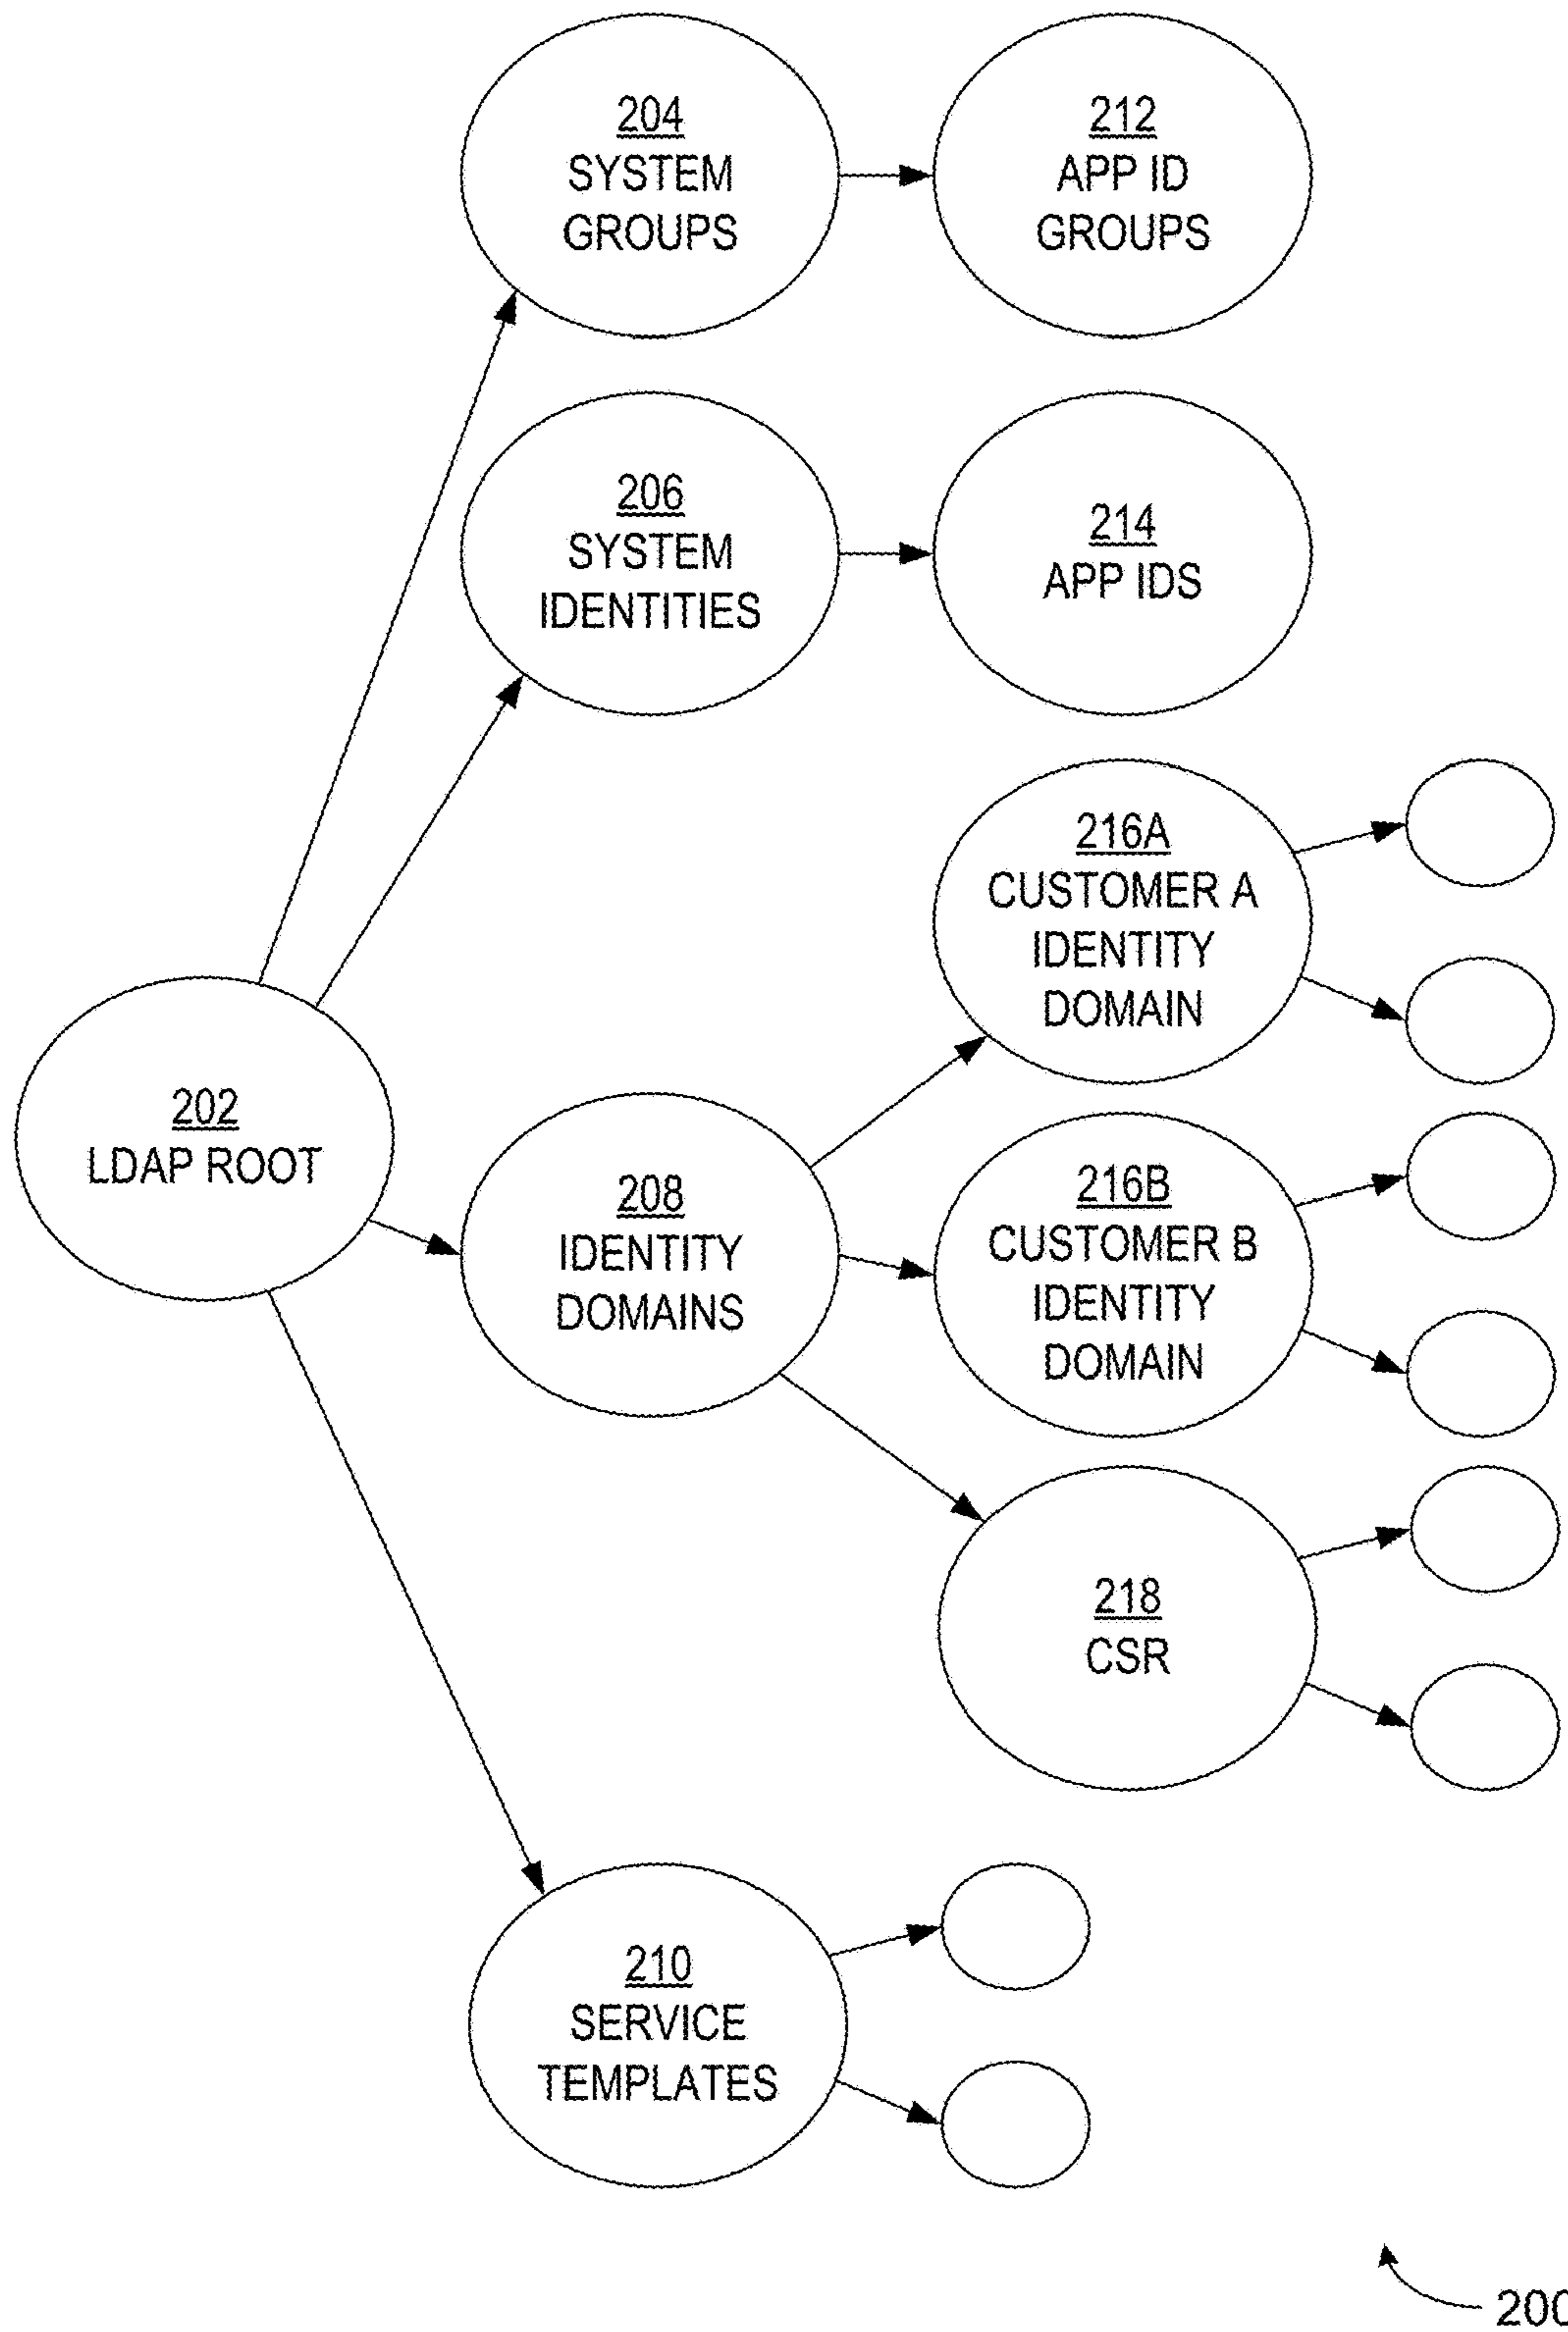 204
SYSTEM
GROUPS
212
APP ID
GROUPS
206
SYSTEM
IDENTITIES
214
APP IDS
216A
CUSTOMER A
IDENTITY
DOMAIN
202
LDAP ROOT
208
IDENTITY
DOMAINS
216B
CUSTOMER B
IDENTITY
DOMAIN
218
CSR
210
SERVICE
TEMPLATES
200